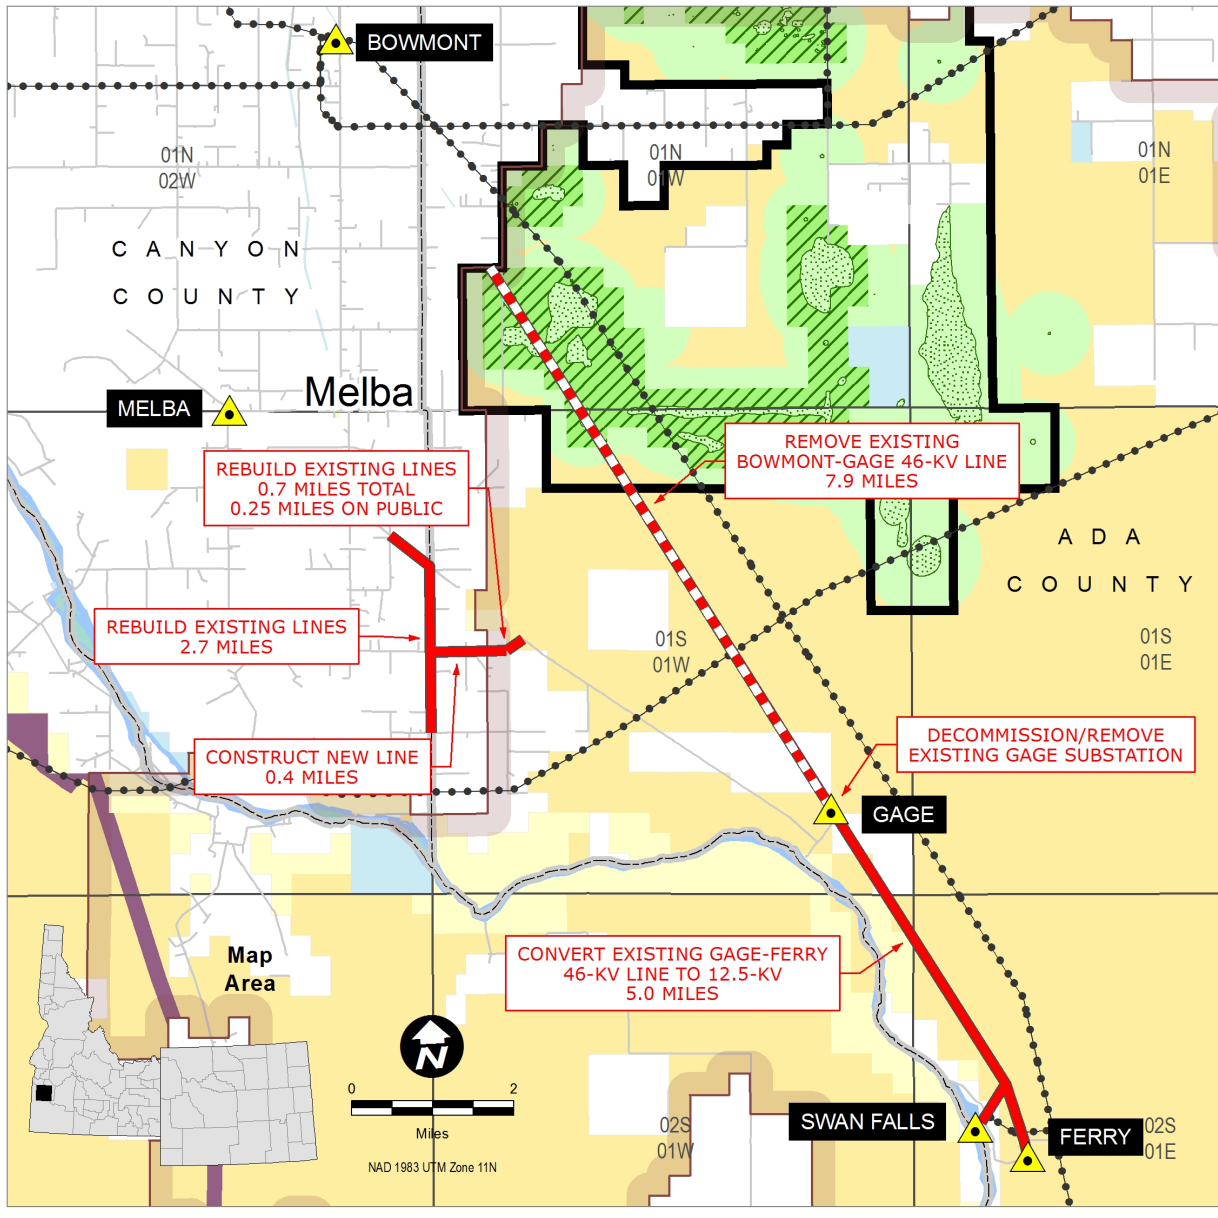 BOWMONT
01N
02W
01N
01W
01N
01E
C A N Y O N
C O U N T Y
Melba
MELBA
REMOVE EXISTING
BOWMONT-GAGE 46-KV LINE
7.9 MILES
REBUILD EXISTING LINES
0.7 MILES TOTAL
0.25 MILES ON PUBLIC
A D A
C O U N T Y
REBUILD EXISTING LINES
2.7 MILES
01S
01W
01S
01E
CONSTRUCT NEW LINE
0.4 MILES
DECOMMISSION/REMOVE
EXISTING GAGE SUBSTATION
GAGE
Map
Area
CONVERT EXISTING GAGE-FERRY
46-KV LINE TO 12.5-KV
5.0 MILES
N
0 2
Miles
NAD 1983 UTM Zone 11N
SWAN FALLS
FERRY
02S
01W
02S
01E